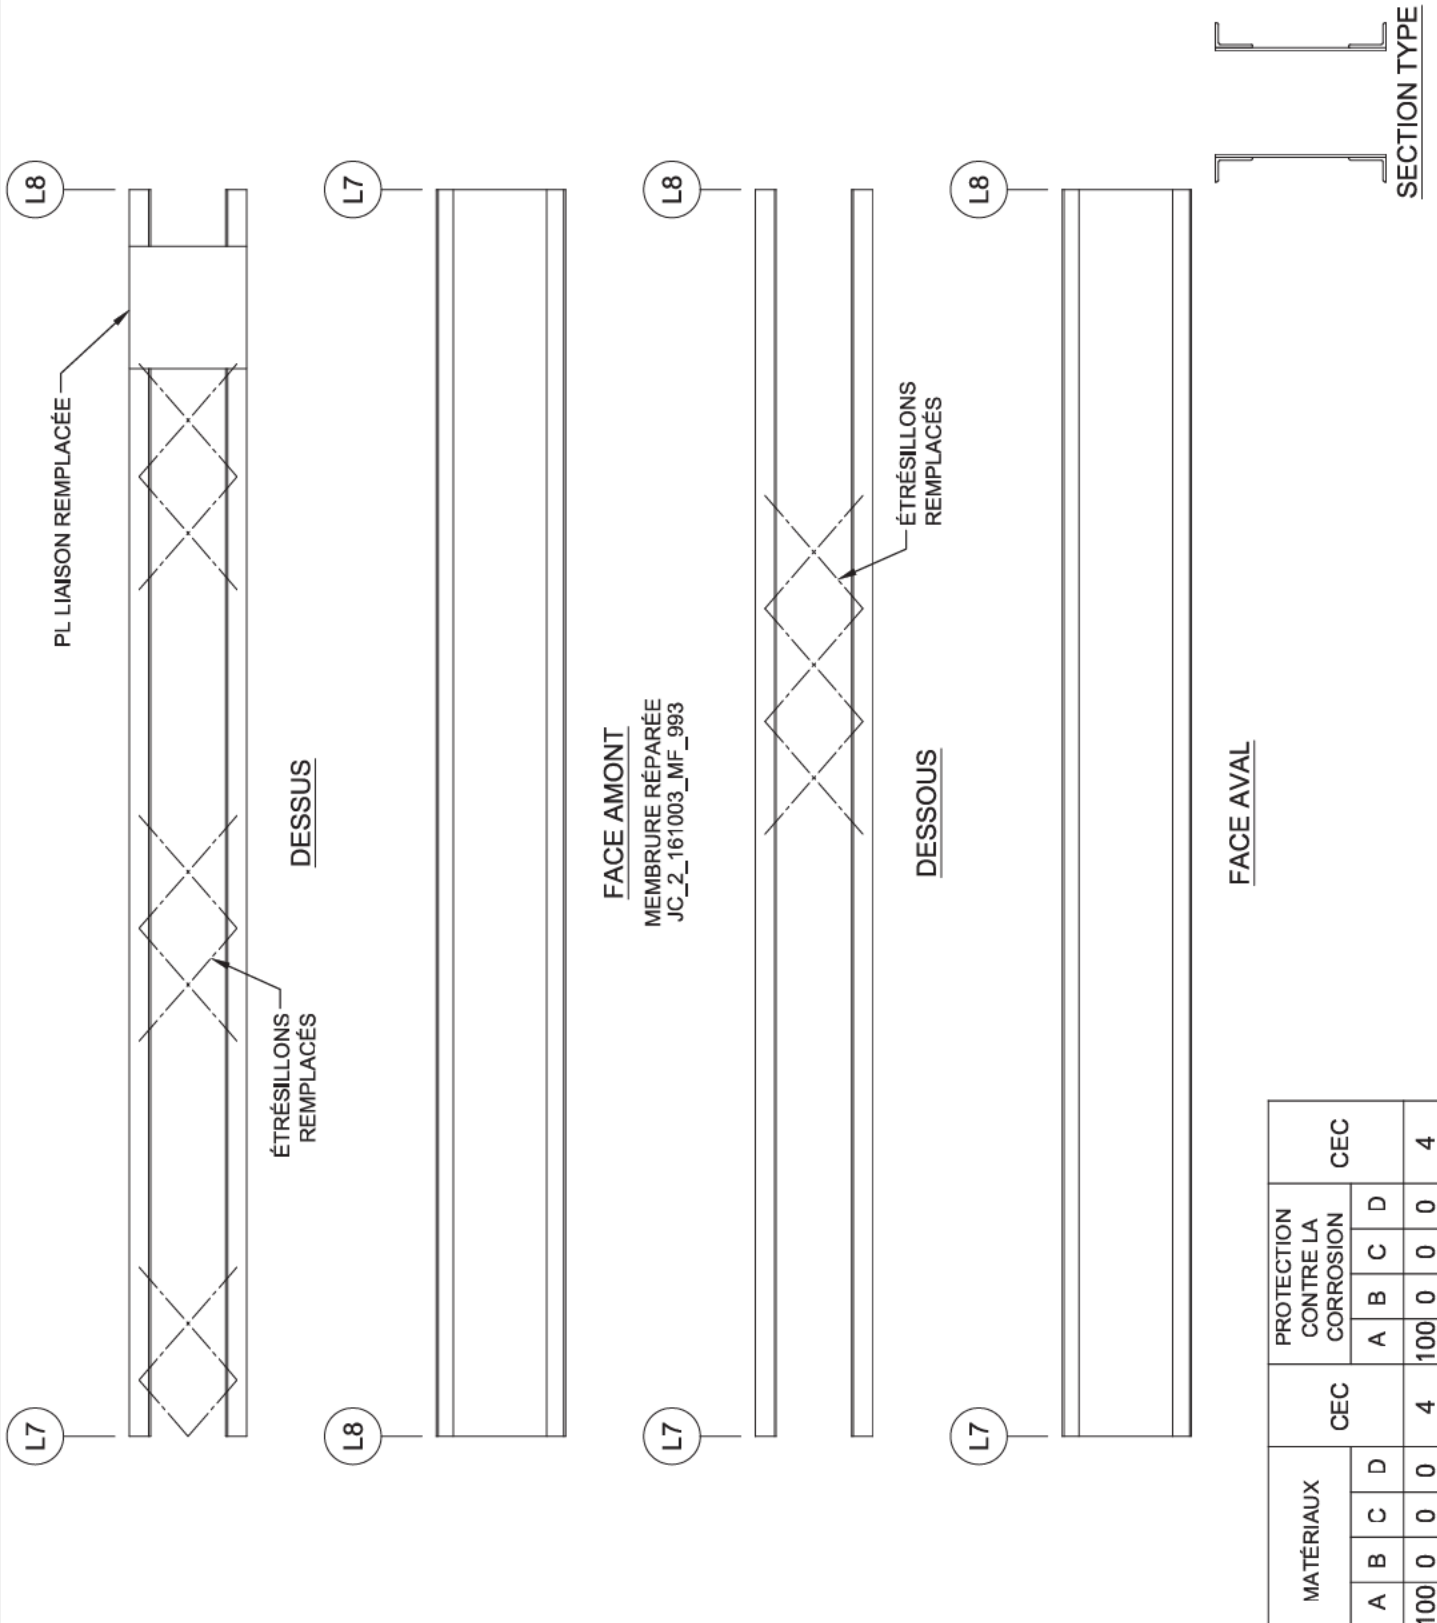 L7
L8
PL LIAISON REMPLACÉE
ÉTRÉSILLONS
REMPLACÉS
DESSUS
L8
L7
FACE AMONT
MEMBRURE RÉPARÉE
JC_2_161003_MF_993
L7
L8
ÉTRÉSILLONS
REMPLACÉS
DESSOUS
L7
L8
FACE AVAL
MATÉRIAUX
CEC
PROTECTION
CONTRE LA
CORROSION
CEC
A B C D A B C D
100 0 0 0 4 100 0 0 0 4
SECTION TYPE